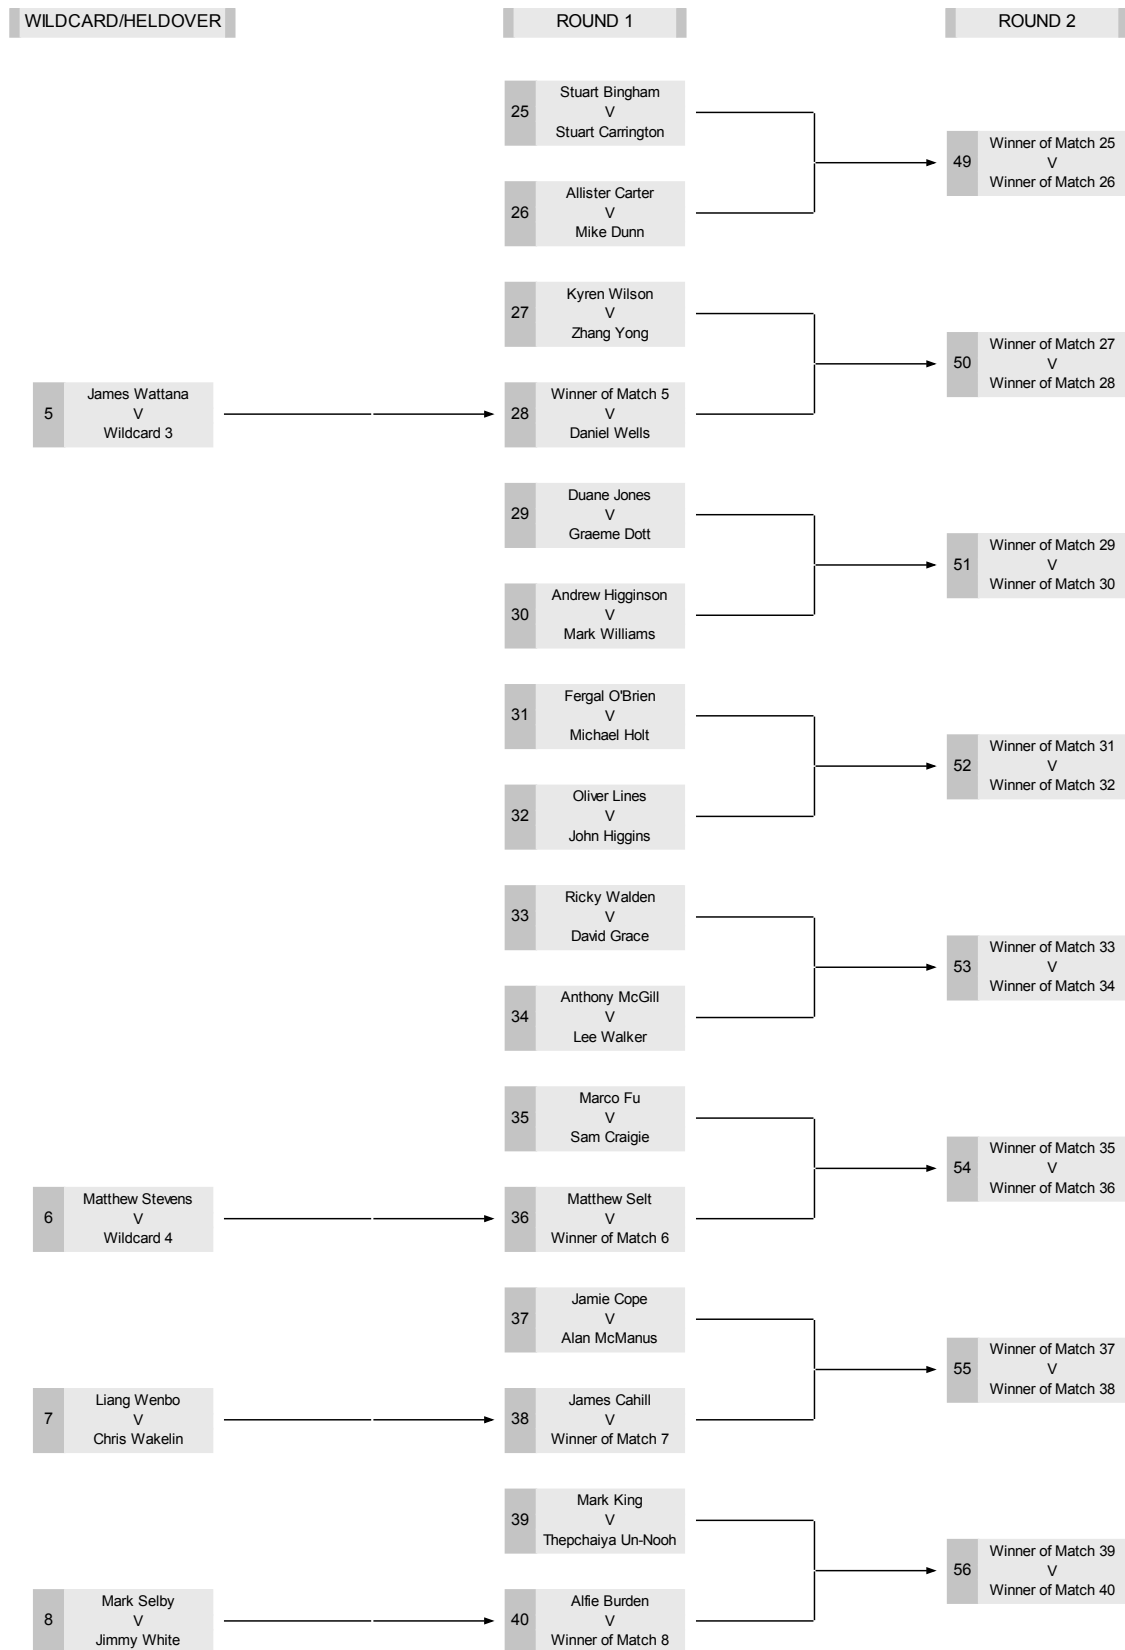 WILDCARD/HELDOVER
ROUND 1
ROUND 2
25
Stuart Bingham
V
Stuart Carrington
26
Allister Carter
V
Mike Dunn
49
Winner of Match 25
V
Winner of Match 26
27
Kyren Wilson
V
Zhang Yong
5
James Wattana
V
Wildcard 3
28
Winner of Match 5
V
Daniel Wells
50
Winner of Match 27
V
Winner of Match 28
29
Duane Jones
V
Graeme Dott
30
Andrew Higginson
V
Mark Williams
51
Winner of Match 29
V
Winner of Match 30
31
Fergal O'Brien
V
Michael Holt
32
Oliver Lines
V
John Higgins
52
Winner of Match 31
V
Winner of Match 32
33
Ricky Walden
V
David Grace
34
Anthony McGill
V
Lee Walker
53
Winner of Match 33
V
Winner of Match 34
35
Marco Fu
V
Sam Craigie
6
Matthew Stevens
V
Wildcard 4
36
Matthew Selt
V
Winner of Match 6
54
Winner of Match 35
V
Winner of Match 36
37
Jamie Cope
V
Alan McManus
7
Liang Wenbo
V
Chris Wakelin
38
James Cahill
V
Winner of Match 7
55
Winner of Match 37
V
Winner of Match 38
39
Mark King
V
Thepchaiya Un-Nooh
8
Mark Selby
V
Jimmy White
40
Alfie Burden
V
Winner of Match 8
56
Winner of Match 39
V
Winner of Match 40